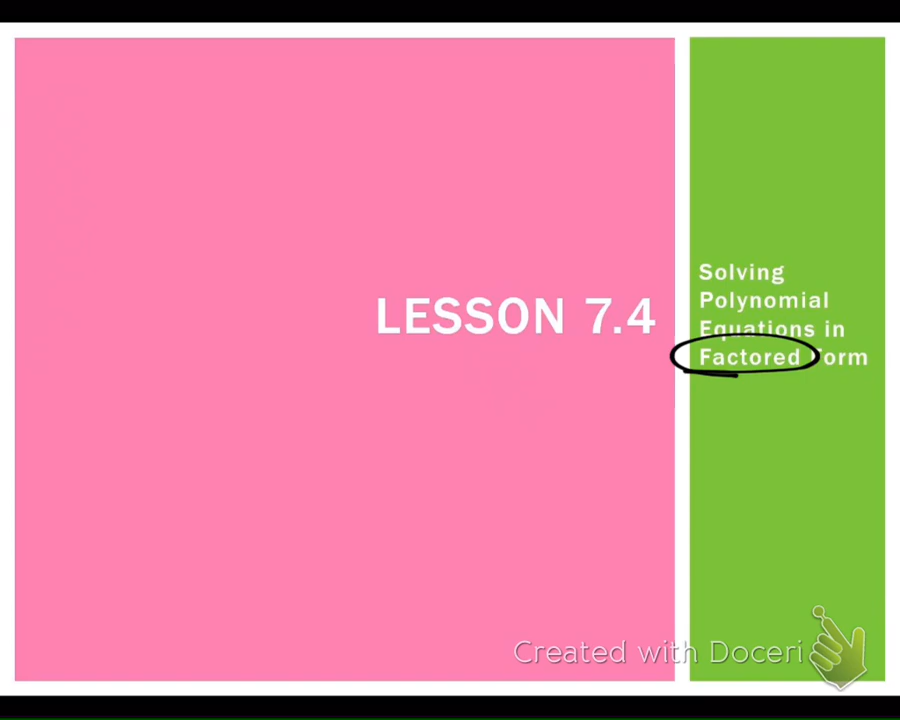 LESSON 7.4
Solving
Polynomial
Equations in
Factored Form
Created with Doceri